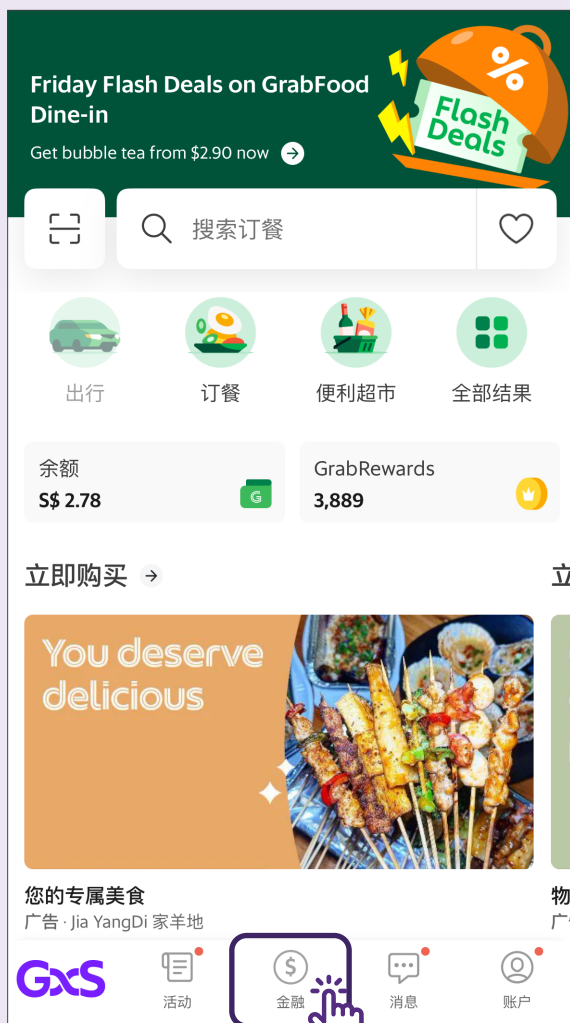 Friday Flash Deals on GrabFood
Dine-in
Get bubble tea from $2.90 now
%
Flash
Deals
搜索订餐
出行
订餐
便利超市
全部结果
余额
S$ 2.78
G
GrabRewards
3,889
立即购买
立
You deserve
delicious
您的专属美食
广告 · Jia YangDi 家羊地
物
广
GXS
活动
$
金融
消息
账户